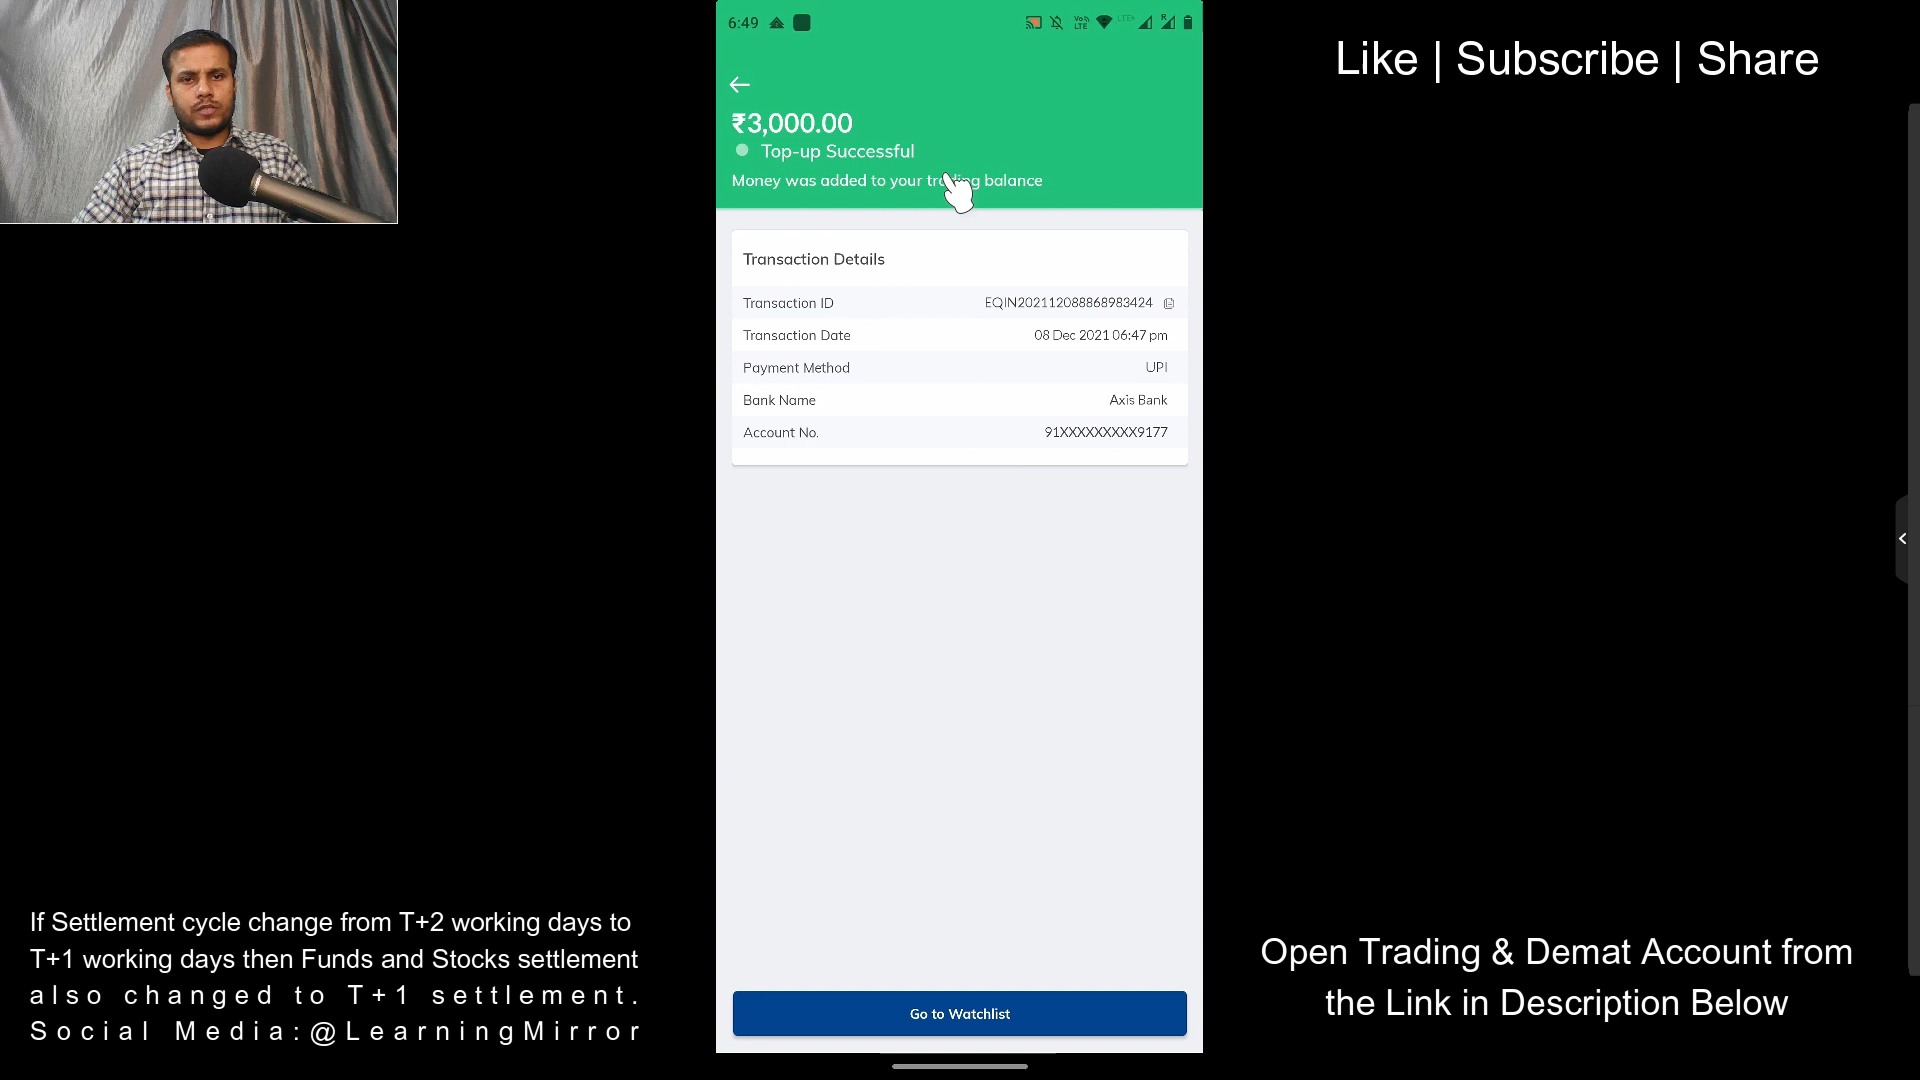 6:49
Like | Subscribe | Share
₹3,000.00
Top-up Successful
Money was added to your trading balance
Transaction Details
Transaction ID EQIN202112088868983424
Transaction Date 08 Dec 2021 06:47 pm
Payment Method UPI
Bank Name Axis Bank
Account No. 91XXXXXXXXX9177
If Settlement cycle change from T+2 working days to
T+1 working days then Funds and Stocks settlement
also changed to T+1 settlement.
Social Media:@LearningMirror
Open Trading & Demat Account from
the Link in Description Below
Go to Watchlist